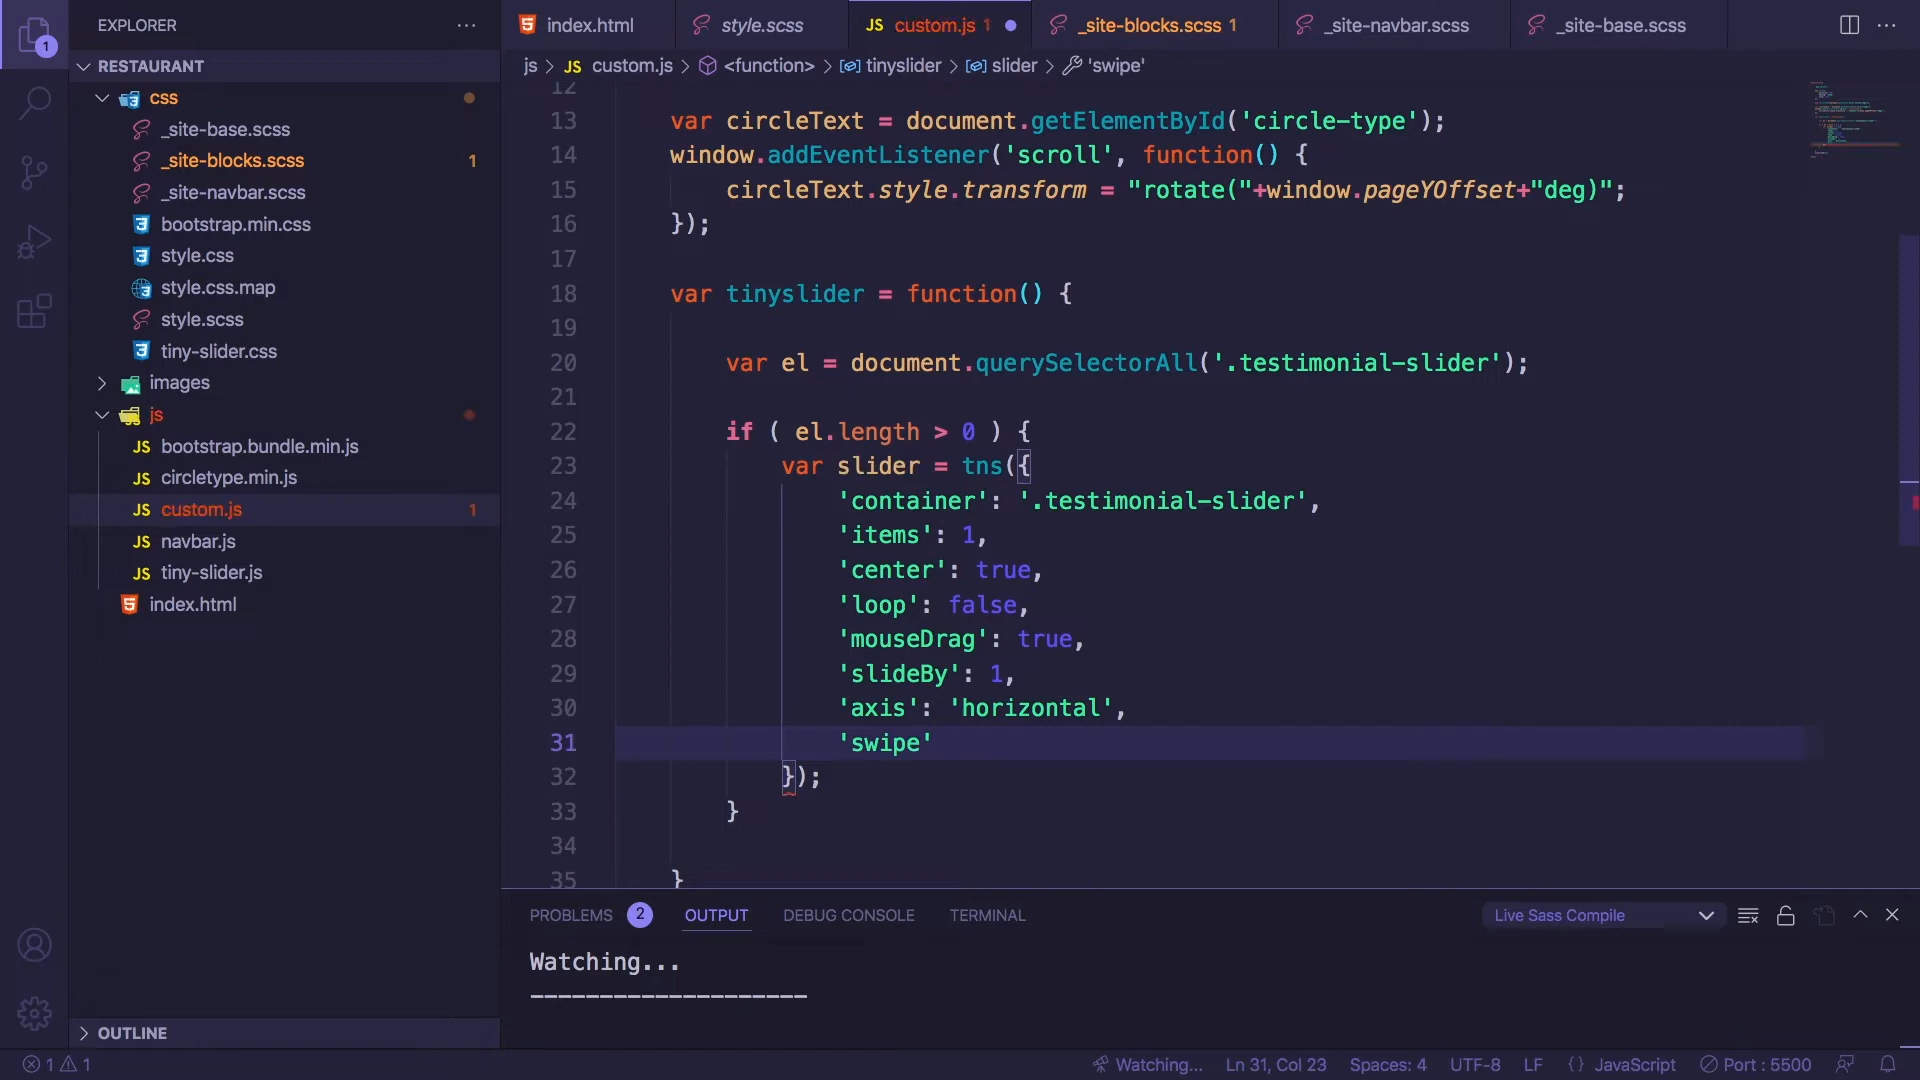 EXPLORER
RESTAURANT
css
_site-base.scss
_site-blocks.scss 1
_site-navbar.scss
bootstrap.min.css
style.css
style.css.map
style.scss
tiny-slider.css
images
js
bootstrap.bundle.min.js
circletype.min.js
custom.js 1
navbar.js
tiny-slider.js
index.html
OUTLINE
index.html style.scss JS custom.js 1 _site-blocks.scss 1 _site-navbar.scss _site-base.scss
js > JS custom.js > <function> > tinyslider > slider > 'swipe'
12
13 var circleText = document.getElementById('circle-type');
14 window.addEventListener('scroll', function() {
15 circleText.style.transform = "rotate("+window.pageYOffset+"deg)";
16 });
17
18 var tinyslider = function() {
19
20 var el = document.querySelectorAll('.testimonial-slider');
21
22 if ( el.length > 0 ) {
23 var slider = tns({
24 'container': '.testimonial-slider',
25 'items': 1,
26 'center': true,
27 'loop': false,
28 'mouseDrag': true,
29 'slideBy': 1,
30 'axis': 'horizontal',
31 'swipe'
32 });
33 }
34
35 }
PROBLEMS 2 OUTPUT DEBUG CONSOLE TERMINAL Live Sass Compile
Watching...
--------------------
1 1 Watching... Ln 31, Col 23 Spaces: 4 UTF-8 LF {} JavaScript Port : 5500